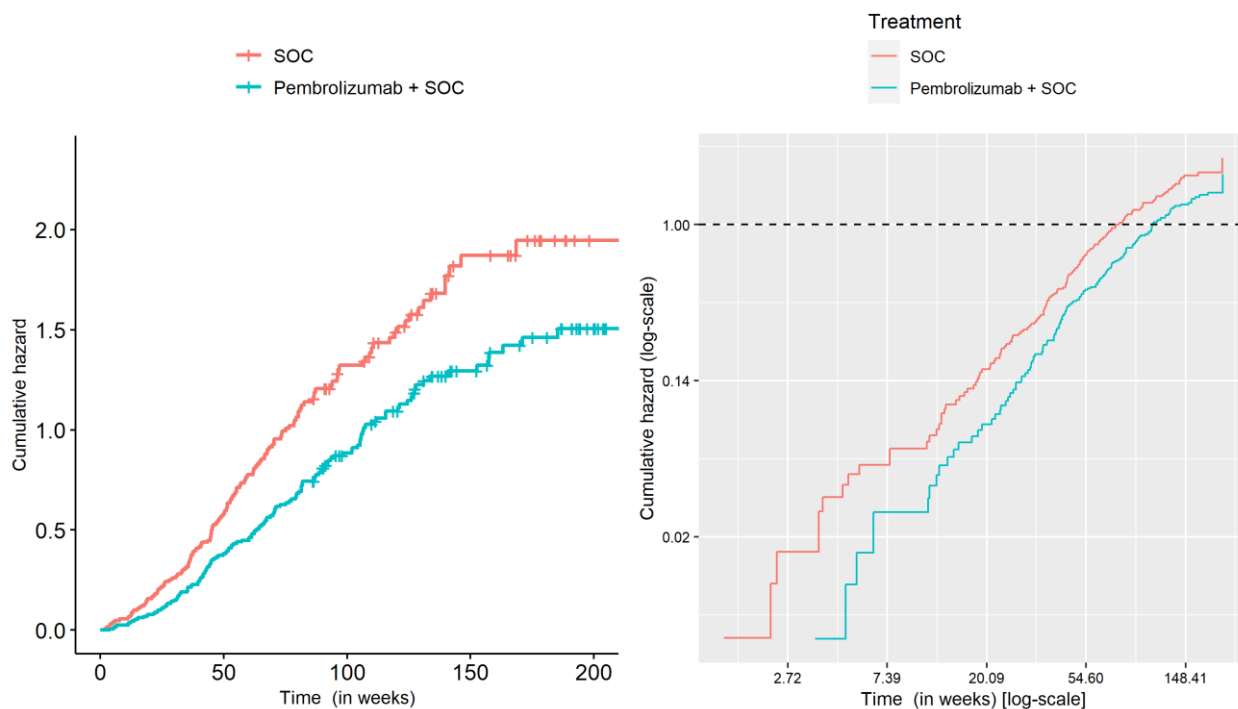 SOC
Pembrolizumab + SOC
Cumulative hazard
2.0
1.5
1.0
0.5
0.0
0
50
100
150
200
Time (in weeks)
Treatment
SOC
Pembrolizumab + SOC
Cumulative hazard (log-scale)
1.00
0.14
0.02
2.72
7.39
20.09
54.60
148.41
Time (in weeks) [log-scale]